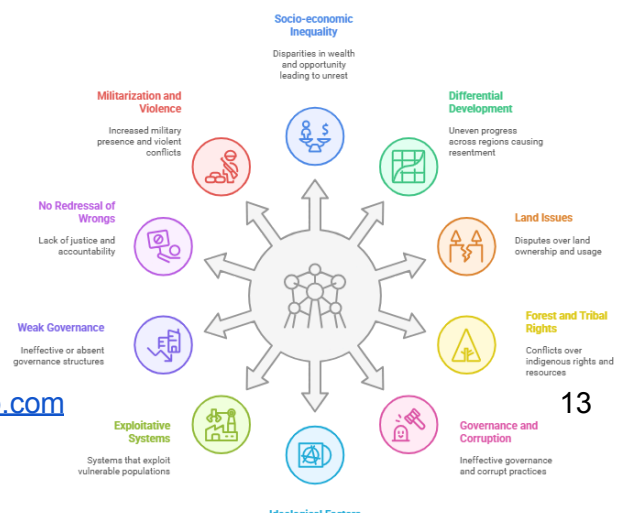 Socio-economic
Inequality
Disparities in wealth
and opportunity
leading to unrest
Militarization and
Violence
Increased military
presence and violent
conflicts
Differential
Development
Uneven progress
across regions causing
resentment
No Redressal of
Wrongs
Lack of justice and
accountability
Land Issues
Disputes over land
ownership and usage
Weak Governance
Ineffective or absent
governance structures
Forest and Tribal
Rights
Conflicts over
indigenous rights and
resources
.com
13
Exploitative
Systems
Systems that exploit
vulnerable populations
Governance and
Corruption
Ineffective governance
and corrupt practices
Ideological Factors